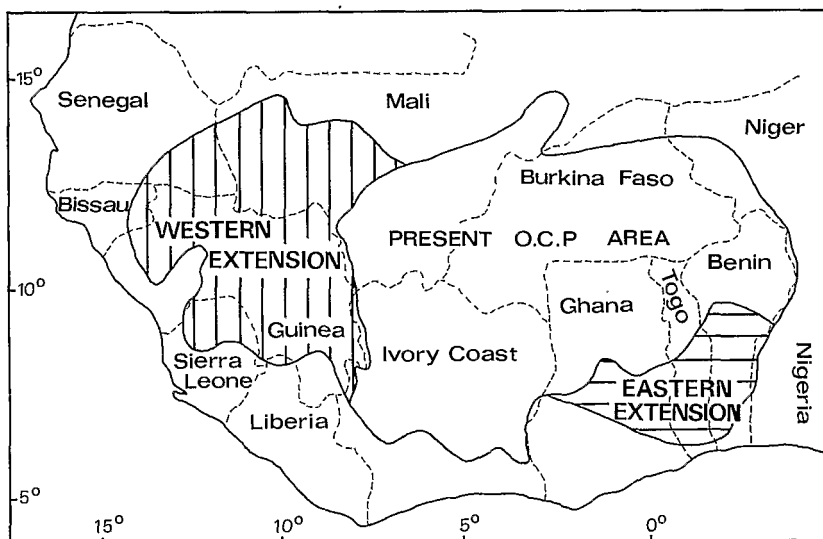 15°
Senegal
Mali
Niger
Burkina Faso
Bissau
WESTERN
EXTENSION
PRESENT O.C.P AREA
Benin
10°
Ghana
Togo
Guinea
Ivory Coast
Sierra
Leone
EASTERN
EXTENSION
Nigeria
Liberia
5°
15°
10°
5°
0°